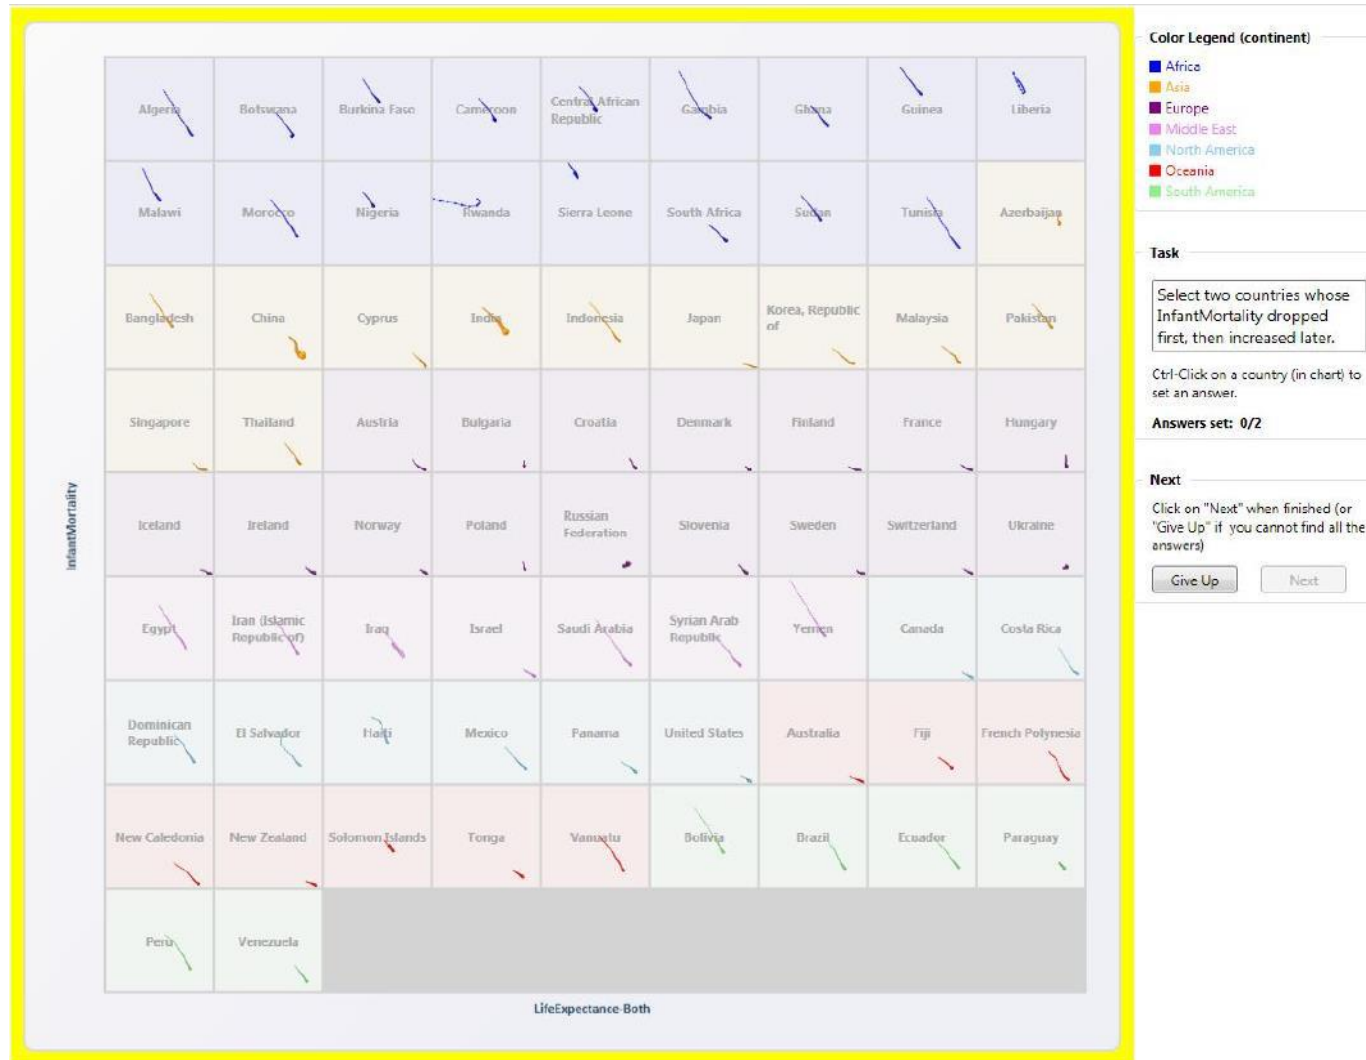 Algeria
Botswana
Burkina Faso
Cameroon
Central African
Republic
Gambia
Ghana
Guinea
Liberia
Malawi
Morocco
Nigeria
Rwanda
Sierra Leone
South Africa
Sudan
Tunisia
Azerbaijan
Bangladesh
China
Cyprus
India
Indonesia
Japan
Korea, Republic
of
Malaysia
Pakistan
Singapore
Thailand
Austria
Bulgaria
Croatia
Denmark
Finland
France
Hungary
Iceland
Ireland
Norway
Poland
Russian
Federation
Slovenia
Sweden
Switzerland
Ukraine
Egypt
Iran (Islamic
Republic of)
Iraq
Israel
Saudi Arabia
Syrian Arab
Republic
Yemen
Canada
Costa Rica
Dominican
Republic
El Salvador
Haiti
Mexico
Panama
United States
Australia
Fiji
French Polynesia
New Caledonia
New Zealand
Solomon Islands
Tonga
Vanuatu
Bolivia
Brazil
Ecuador
Paraguay
Peru
Venezuela
InfantMortality
LifeExpectance-Both
Color Legend (continent)
Africa
Asia
Europe
Middle East
North America
Oceania
South America
Task
Select two countries whose
InfantMortality dropped
first, then increased later.
Ctrl-Click on a country (in chart) to
set an answer.
Answers set: 0/2
Next
Click on "Next" when finished (or
"Give Up" if you cannot find all the
answers)
Give Up
Next